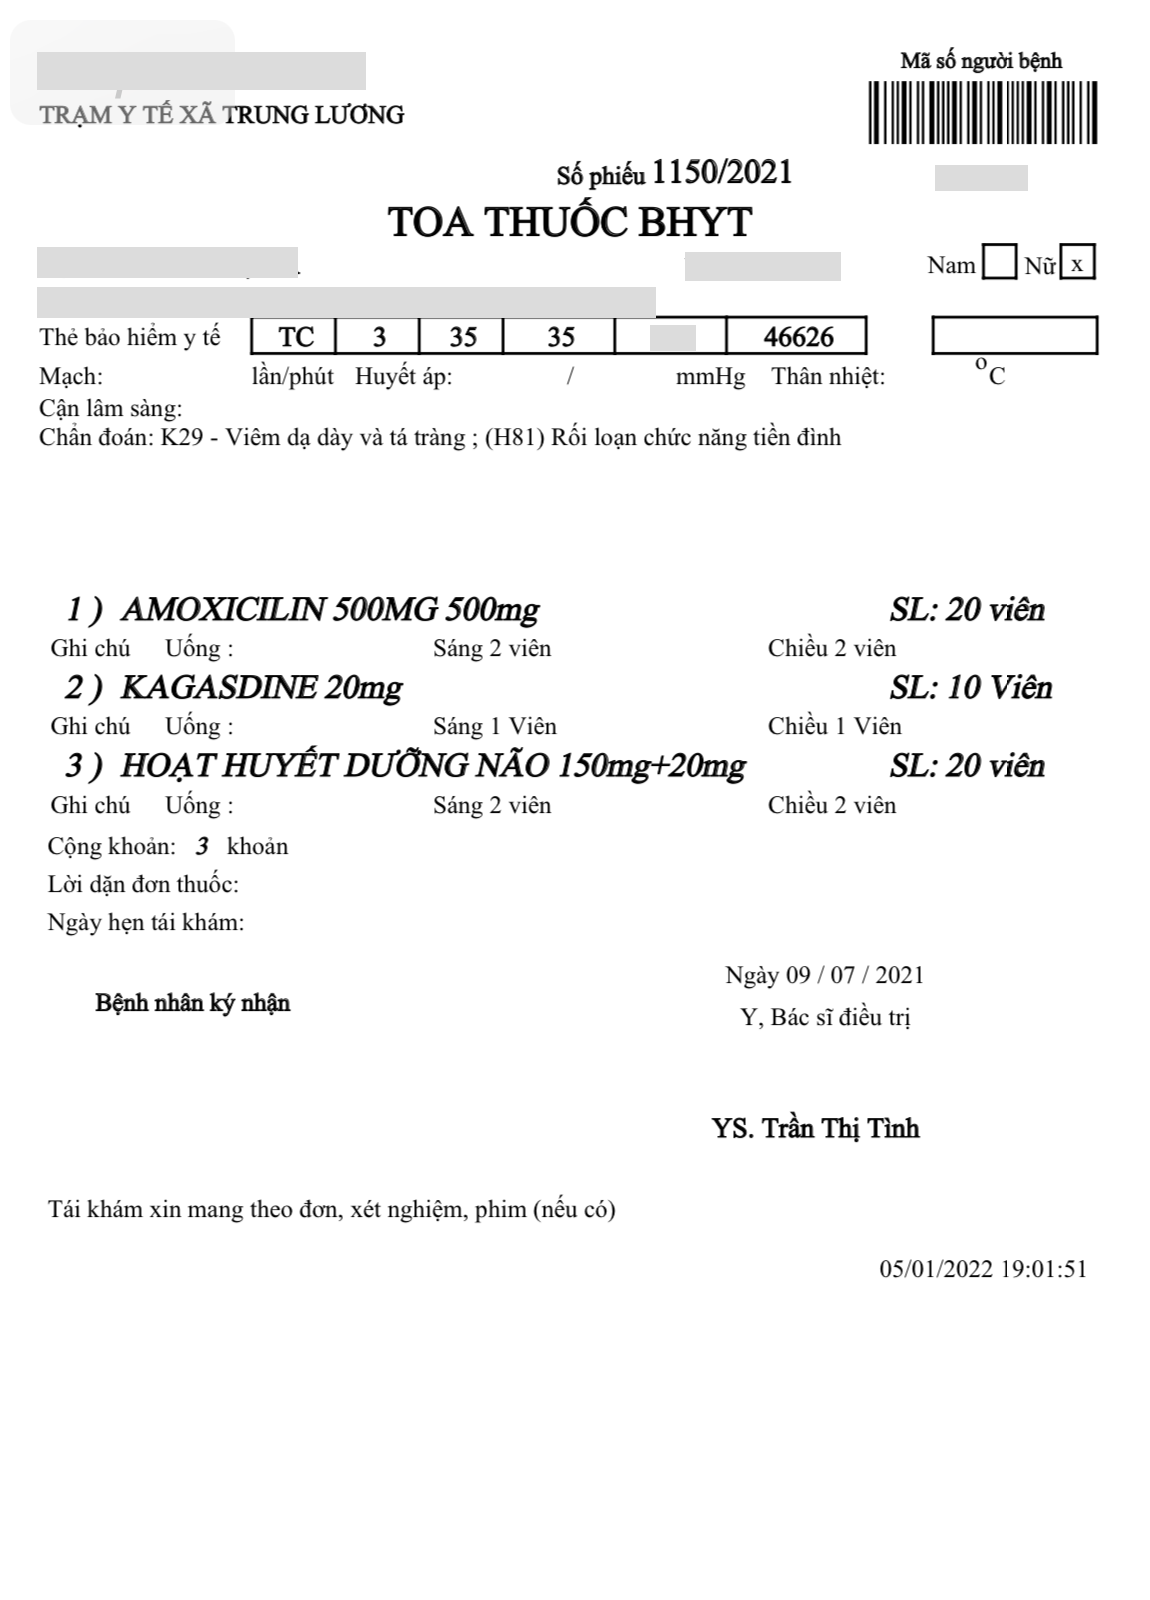 Mã số người bệnh
TRẠM Y TẾ XÃ TRUNG LƯƠNG
Số phiếu 1150/2021
TOA THUỐC BHYT
Nam Nữ x
Thẻ bảo hiểm y tế TC 3 35 35 46626
Mạch: lần/phút Huyết áp: / mmHg Thân nhiệt: °C
Cận lâm sàng:
Chẩn đoán: K29 - Viêm dạ dày và tá tràng ; (H81) Rối loạn chức năng tiền đình
1 ) AMOXICILIN 500MG 500mg SL: 20 viên
Ghi chú Uống : Sáng 2 viên Chiều 2 viên
2 ) KAGASDINE 20mg SL: 10 Viên
Ghi chú Uống : Sáng 1 Viên Chiều 1 Viên
3 ) HOẠT HUYẾT DƯỠNG NÃO 150mg+20mg SL: 20 viên
Ghi chú Uống : Sáng 2 viên Chiều 2 viên
Cộng khoản: 3 khoản
Lời dặn đơn thuốc:
Ngày hẹn tái khám:
Ngày 09 / 07 / 2021
Bệnh nhân ký nhận
Y, Bác sĩ điều trị
YS. Trần Thị Tình
Tái khám xin mang theo đơn, xét nghiệm, phim (nếu có)
05/01/2022 19:01:51